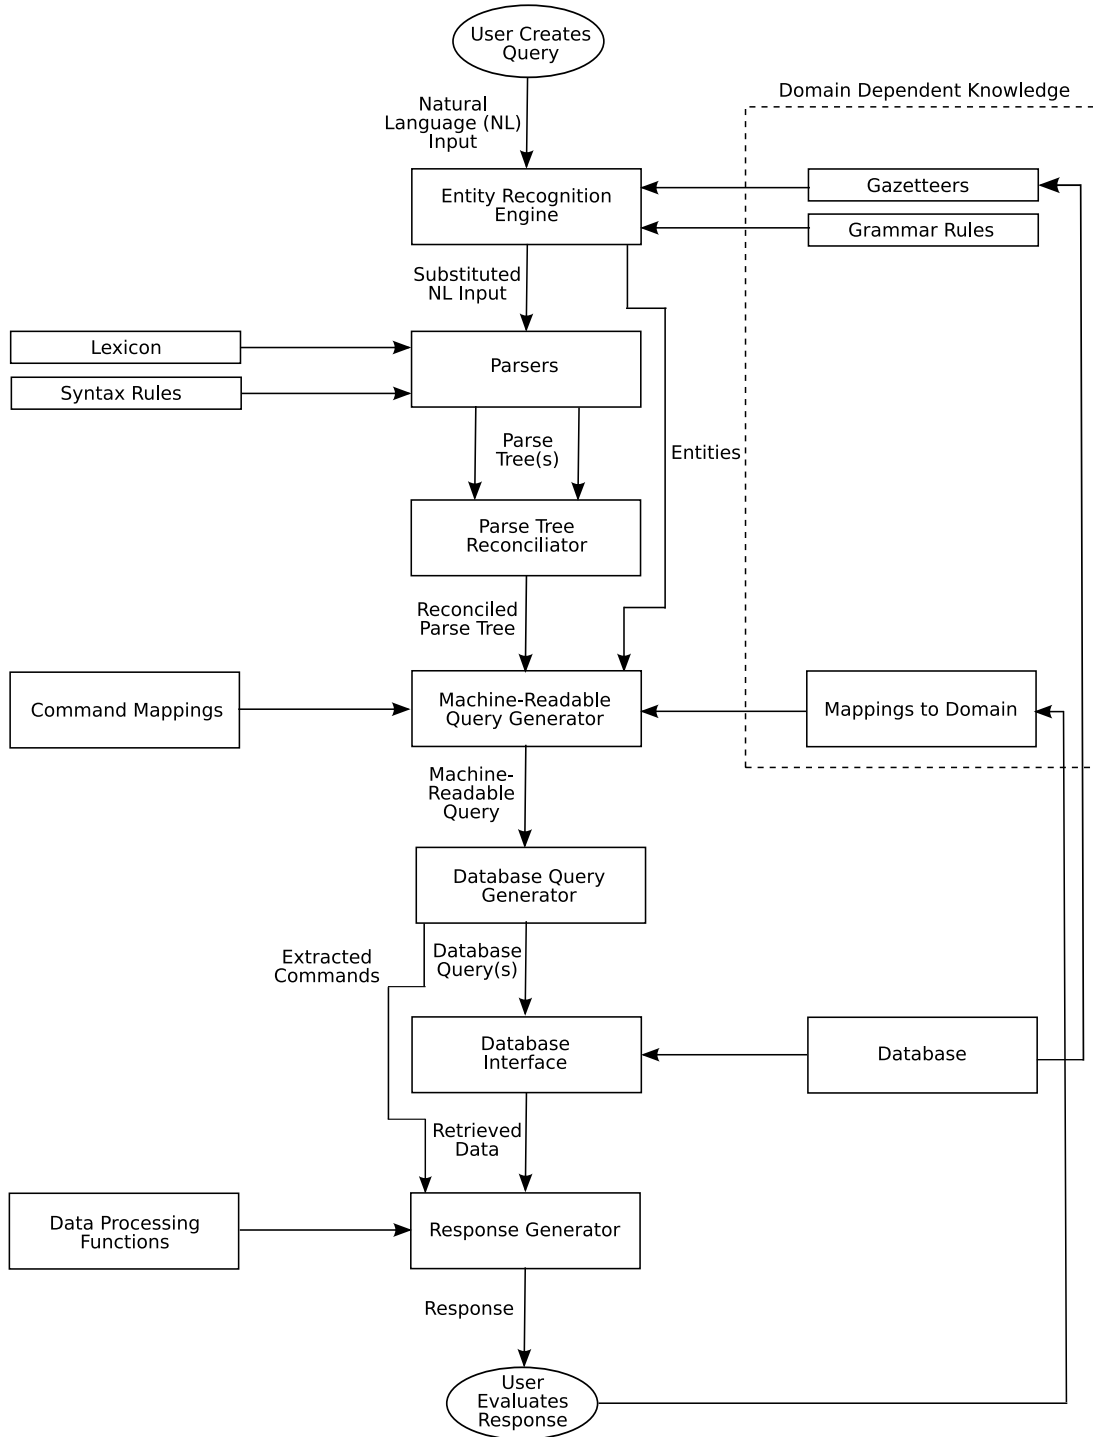 User Creates
Query
Domain Dependent Knowledge
Natural
Language (NL)
Input
Entity Recognition
Engine
Gazetteers
Grammar Rules
Substituted
NL Input
Lexicon
Syntax Rules
Parsers
Parse
Tree(s)
Entities
Parse Tree
Reconciliator
Reconciled
Parse Tree
Command Mappings
Machine-Readable
Query Generator
Mappings to Domain
Machine-
Readable
Query
Database Query
Generator
Extracted
Commands
Database
Query(s)
Database
Interface
Database
Retrieved
Data
Data Processing
Functions
Response Generator
Response
User
Evaluates
Response